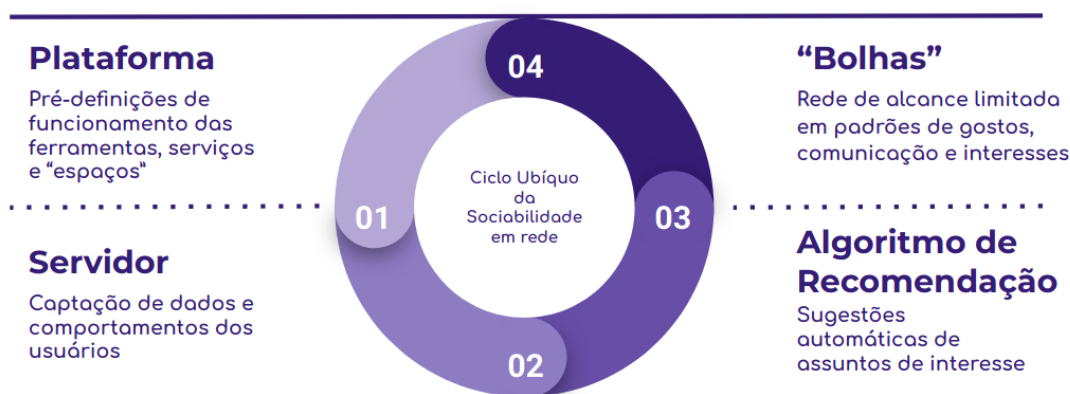 Plataforma
Pré-definições de
funcionamento das
ferramentas, serviços
e “espaços”
Servidor
Captação de dados e
comportamentos dos
usuários
04
01
03
02
Ciclo Ubíquo
da
Sociabilidade
em rede
“Bolhas”
Rede de alcance limitada
em padrões de gostos,
comunicação e interesses
Algoritmo de
Recomendação
Sugestões
automáticas de
assuntos de interesse